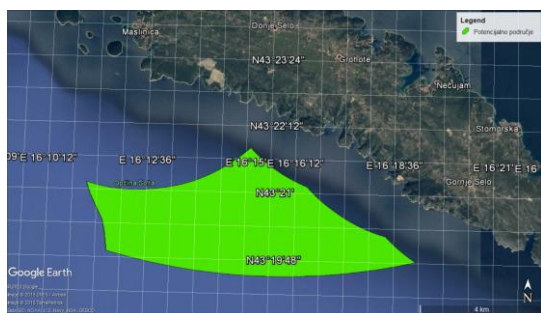 Legend
Potencijalno područje
Maslinica
Donje Selo
N43°23'24"
Grohote
Nečujam
N43°22'12"
Stomorska
E 16°10'12"
E 16°12'36"
E 16°15'
E 16°16'12"
E 16°18'36"
E 16°21'
E 16°
Gornje Selo
N43°21'
N43°19'48"
Google Earth
N
4 km